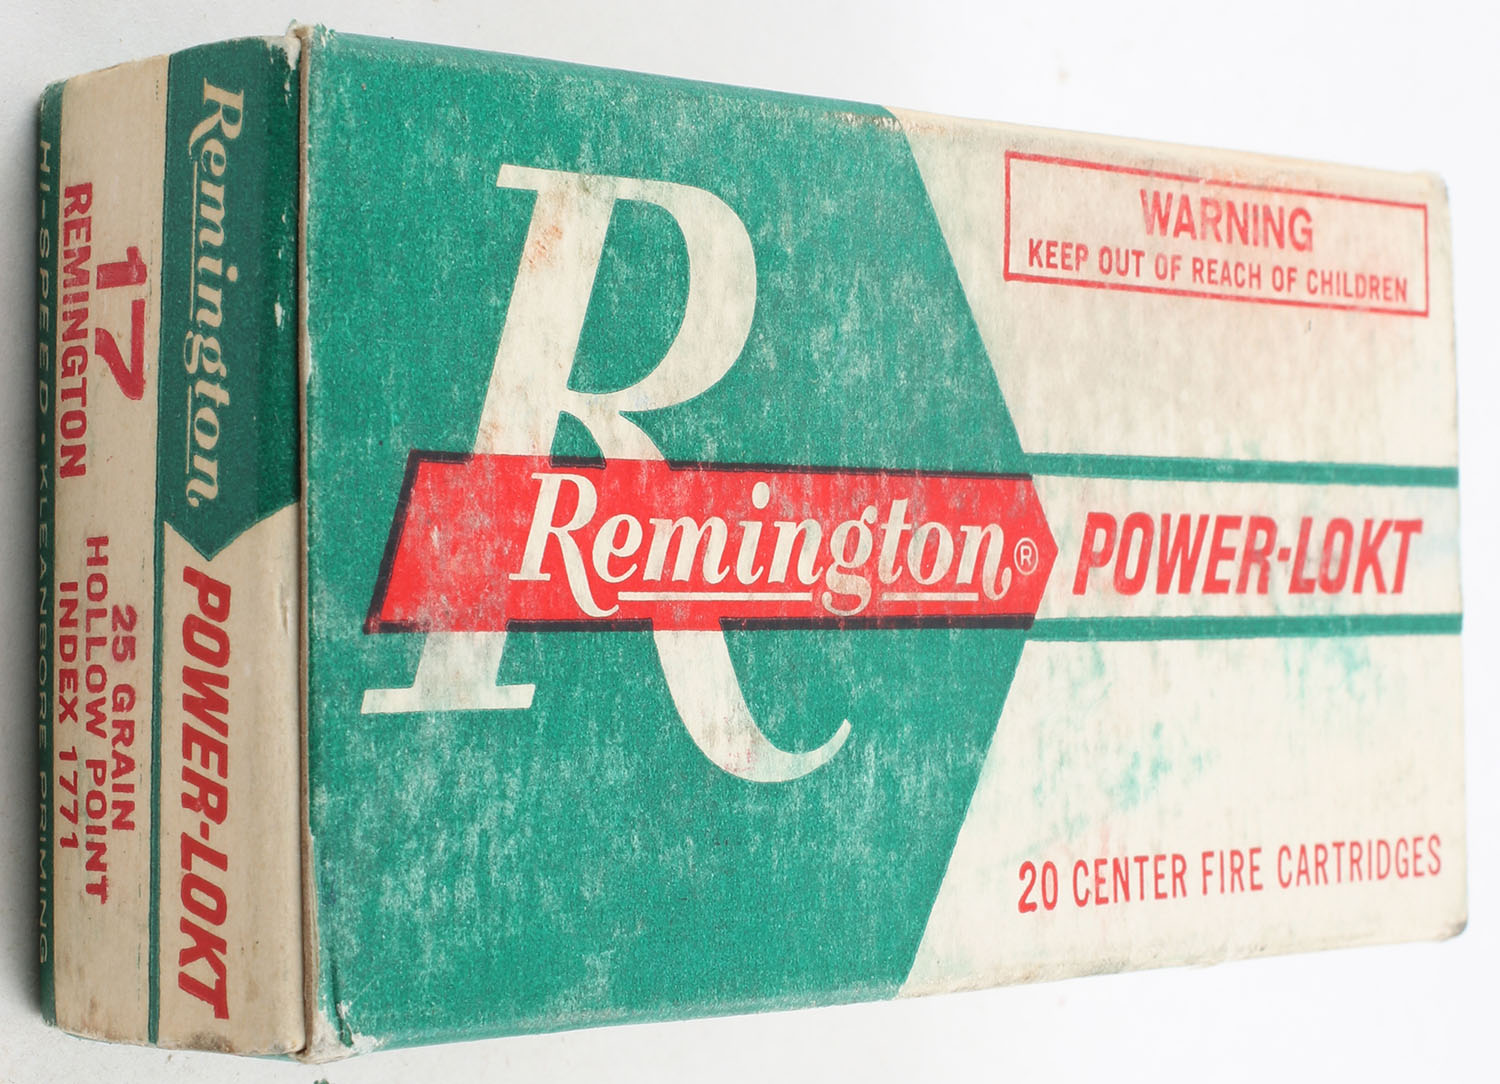 WARNING
KEEP OUT OF REACH OF CHILDREN
R
Remington® POWER-LOKT
20 CENTER FIRE CARTRIDGES
Remington POWER-LOKT
17
REMINGTON
25 GRAIN
HOLLOW POINT
INDEX 1771
HI-SPEED · KLEANBORE PRIMING